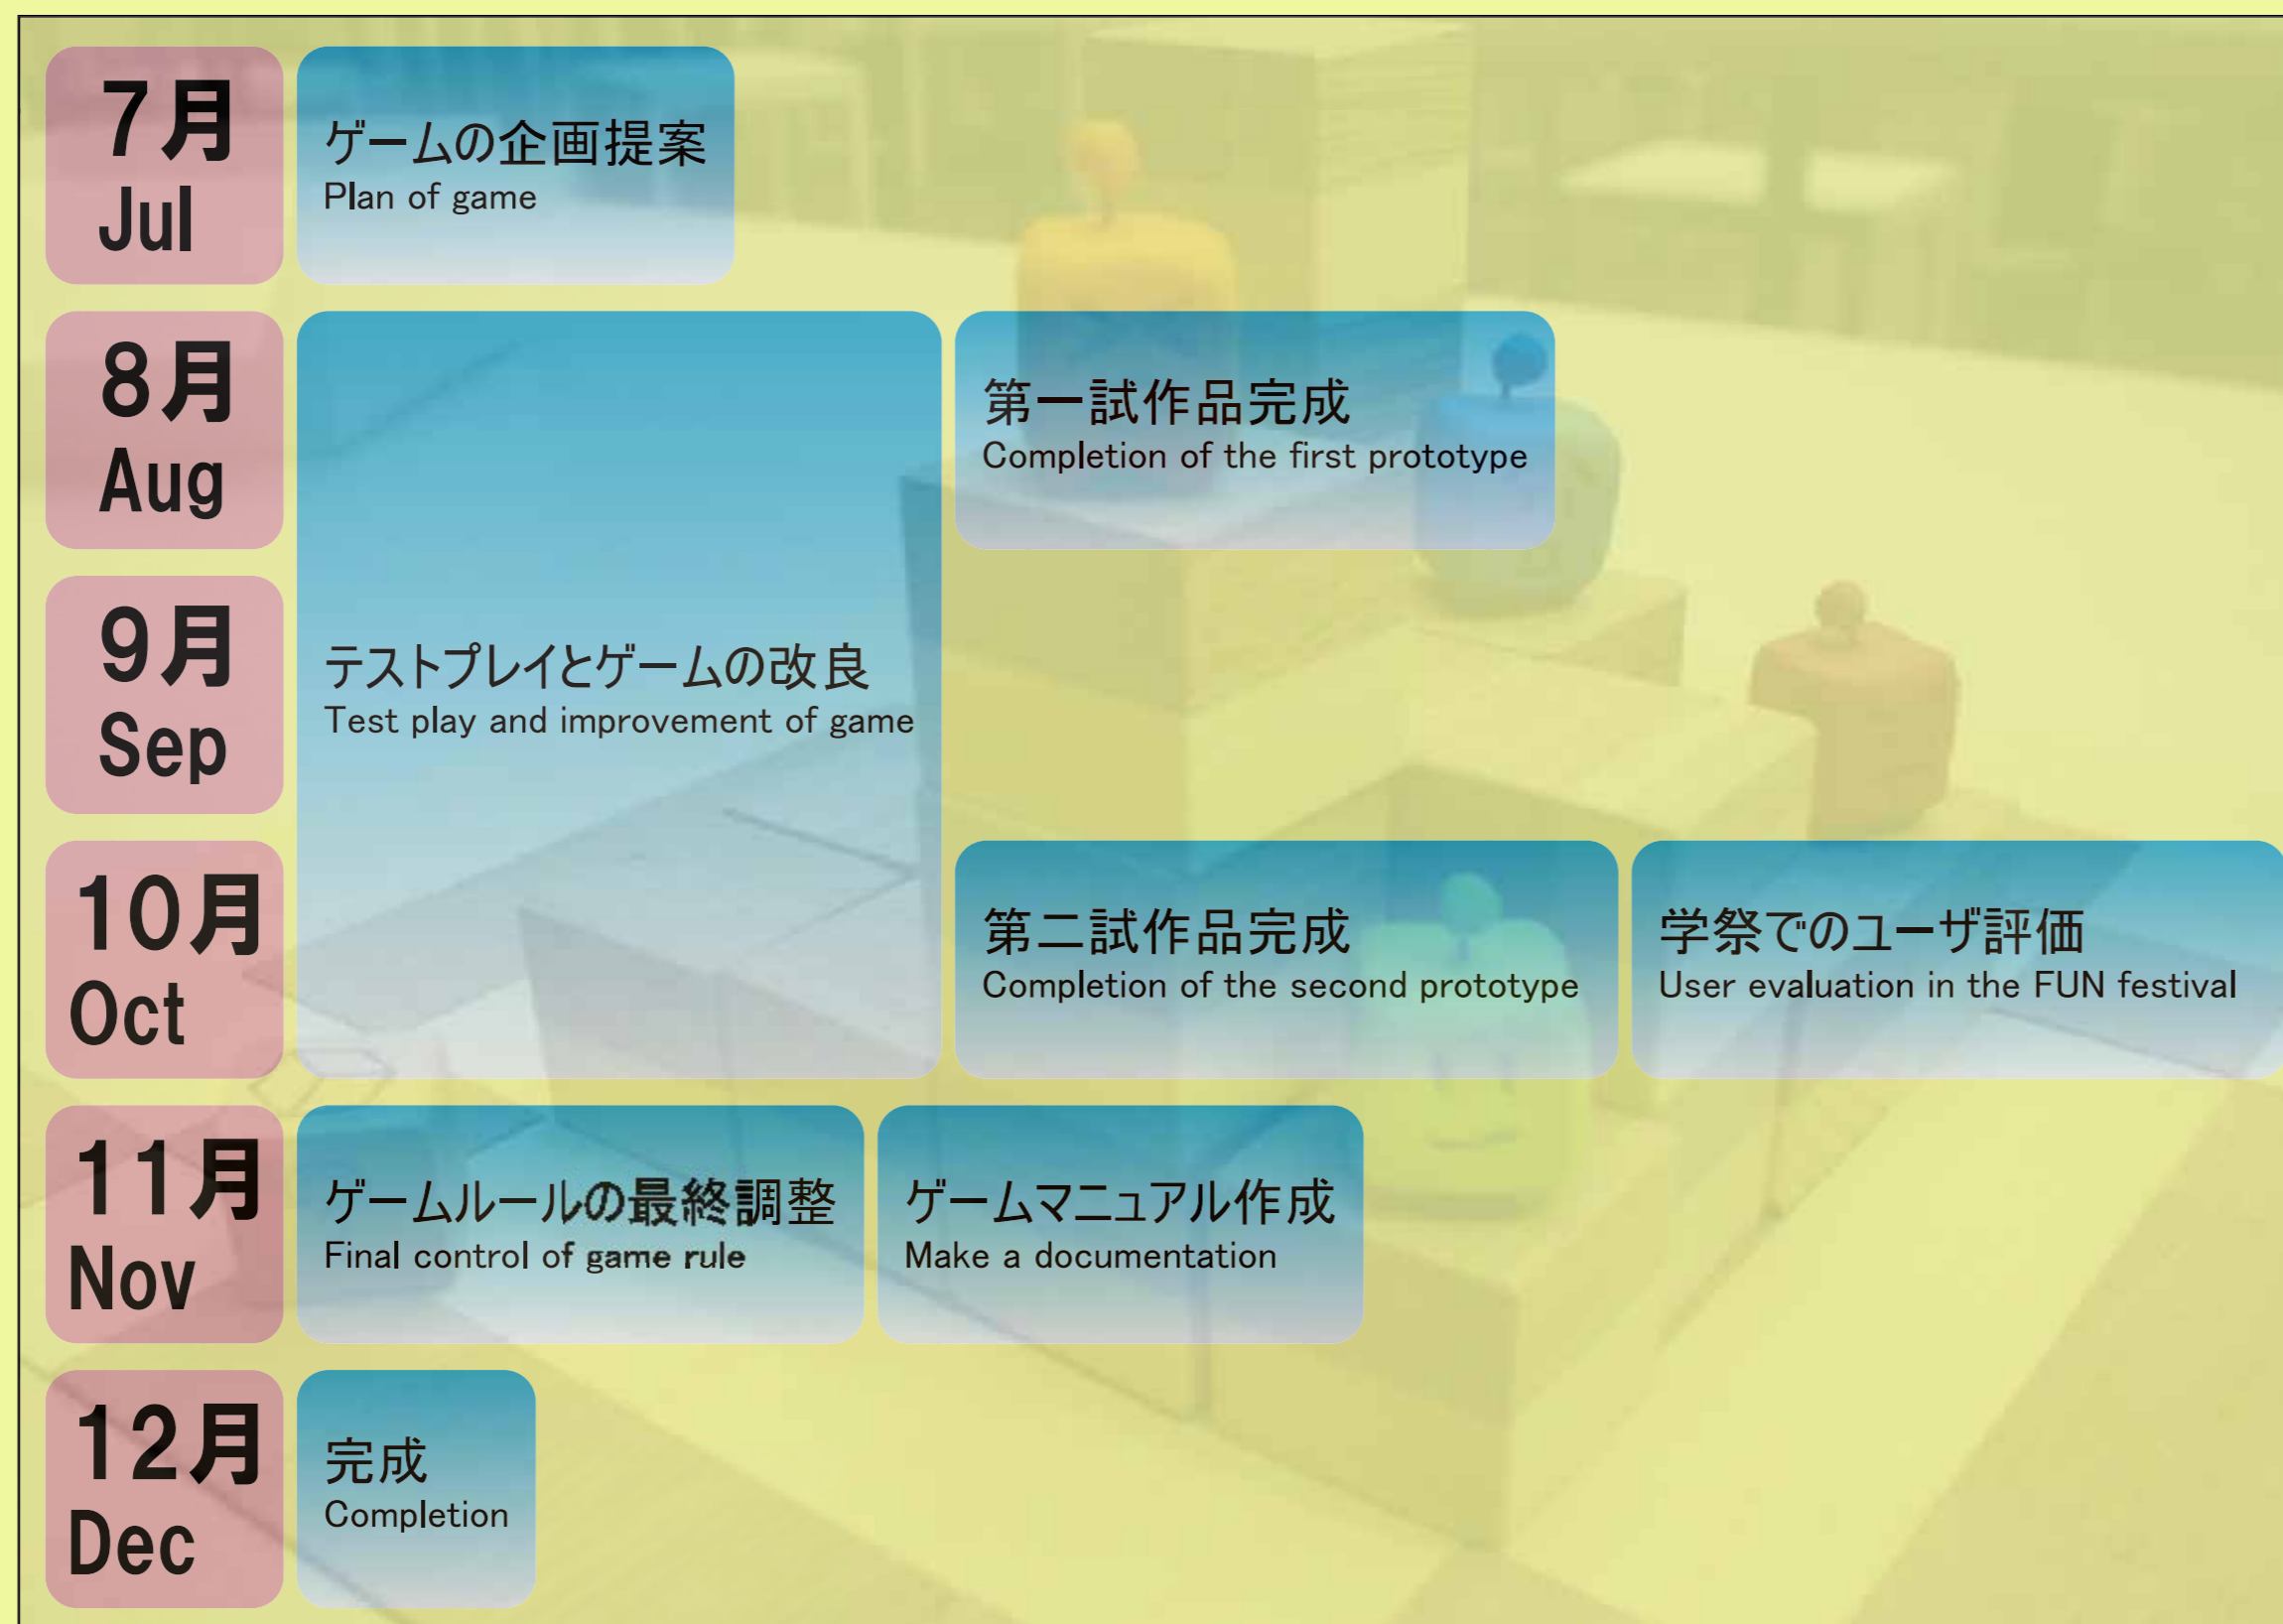 7月
Jul
ゲームの企画提案
Plan of game
8月
Aug
第一試作品完成
Completion of the first prototype
9月
Sep
テストプレイとゲームの改良
Test play and improvement of game
10月
Oct
第二試作品完成
Completion of the second prototype
学祭でのユーザ評価
User evaluation in the FUN festival
11月
Nov
ゲームルールの最終調整
Final control of game rule
ゲームマニュアル作成
Make a documentation
12月
Dec
完成
Completion